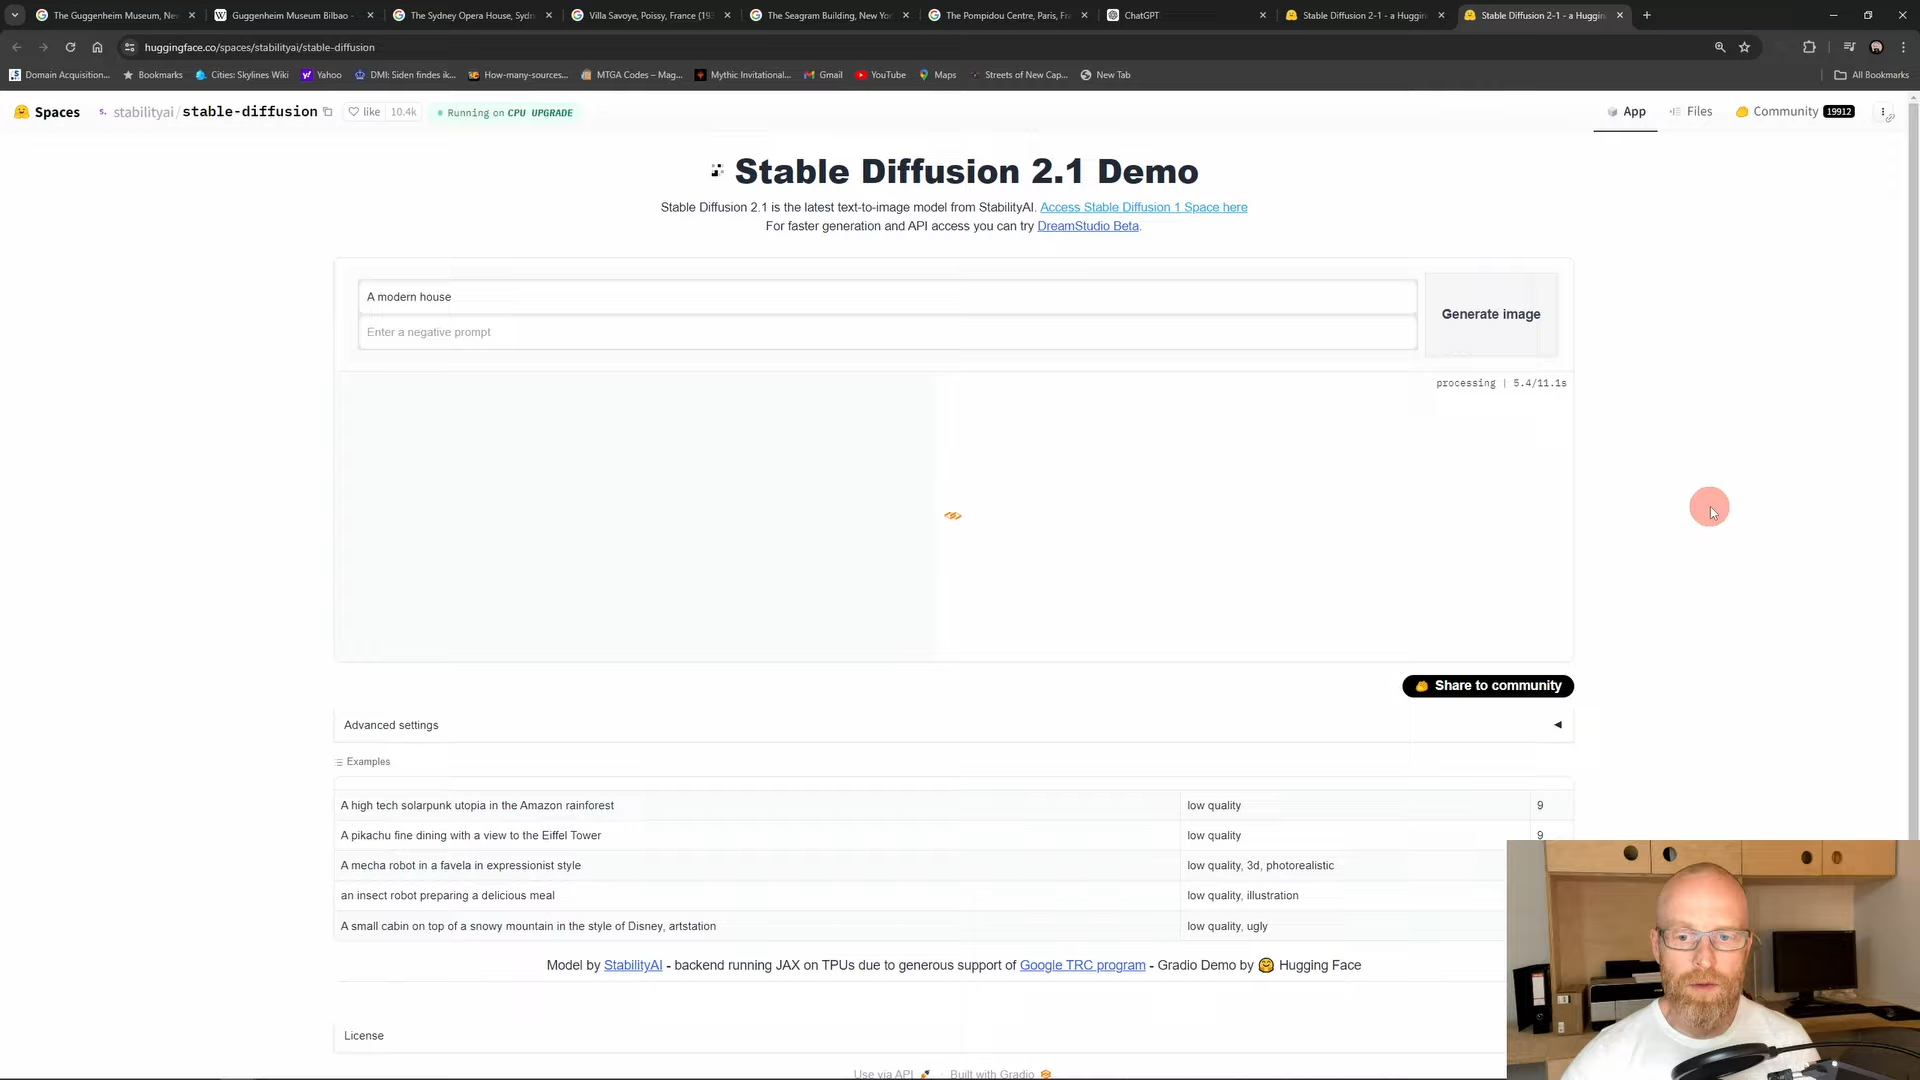 The Guggenheim Museum, Ne
Guggenheim Museum Bilbao -
The Sydney Opera House, Sydn
Villa Savoye, Poissy, France (193
The Seagram Building, New Yor
The Pompidou Centre, Paris, Fra
ChatGPT
Stable Diffusion 2-1 - a Huggin
Stable Diffusion 2-1 - a Huggin
huggingface.co/spaces/stabilityai/stable-diffusion
Domain Acquisition...
Bookmarks
Cities: Skylines Wiki
Yahoo
DMI: Siden findes ik...
How-many-sources...
MTGA Codes – Mag...
Mythic Invitational...
Gmail
YouTube
Maps
Streets of New Cap...
New Tab
All Bookmarks
Spaces
stabilityai/stable-diffusion
like 10.4k
Running on CPU UPGRADE
App
Files
Community 19912
Stable Diffusion 2.1 Demo
Stable Diffusion 2.1 is the latest text-to-image model from StabilityAI. Access Stable Diffusion 1 Space here
For faster generation and API access you can try DreamStudio Beta.
A modern house
Enter a negative prompt
Generate image
processing | 5.4/11.1s
Share to community
Advanced settings
Examples
A high tech solarpunk utopia in the Amazon rainforest low quality 9
A pikachu fine dining with a view to the Eiffel Tower low quality 9
A mecha robot in a favela in expressionist style low quality, 3d, photorealistic
an insect robot preparing a delicious meal low quality, illustration
A small cabin on top of a snowy mountain in the style of Disney, artstation low quality, ugly
Model by StabilityAI - backend running JAX on TPUs due to generous support of Google TRC program - Gradio Demo by 🤗 Hugging Face
License
Use via API · Built with Gradio